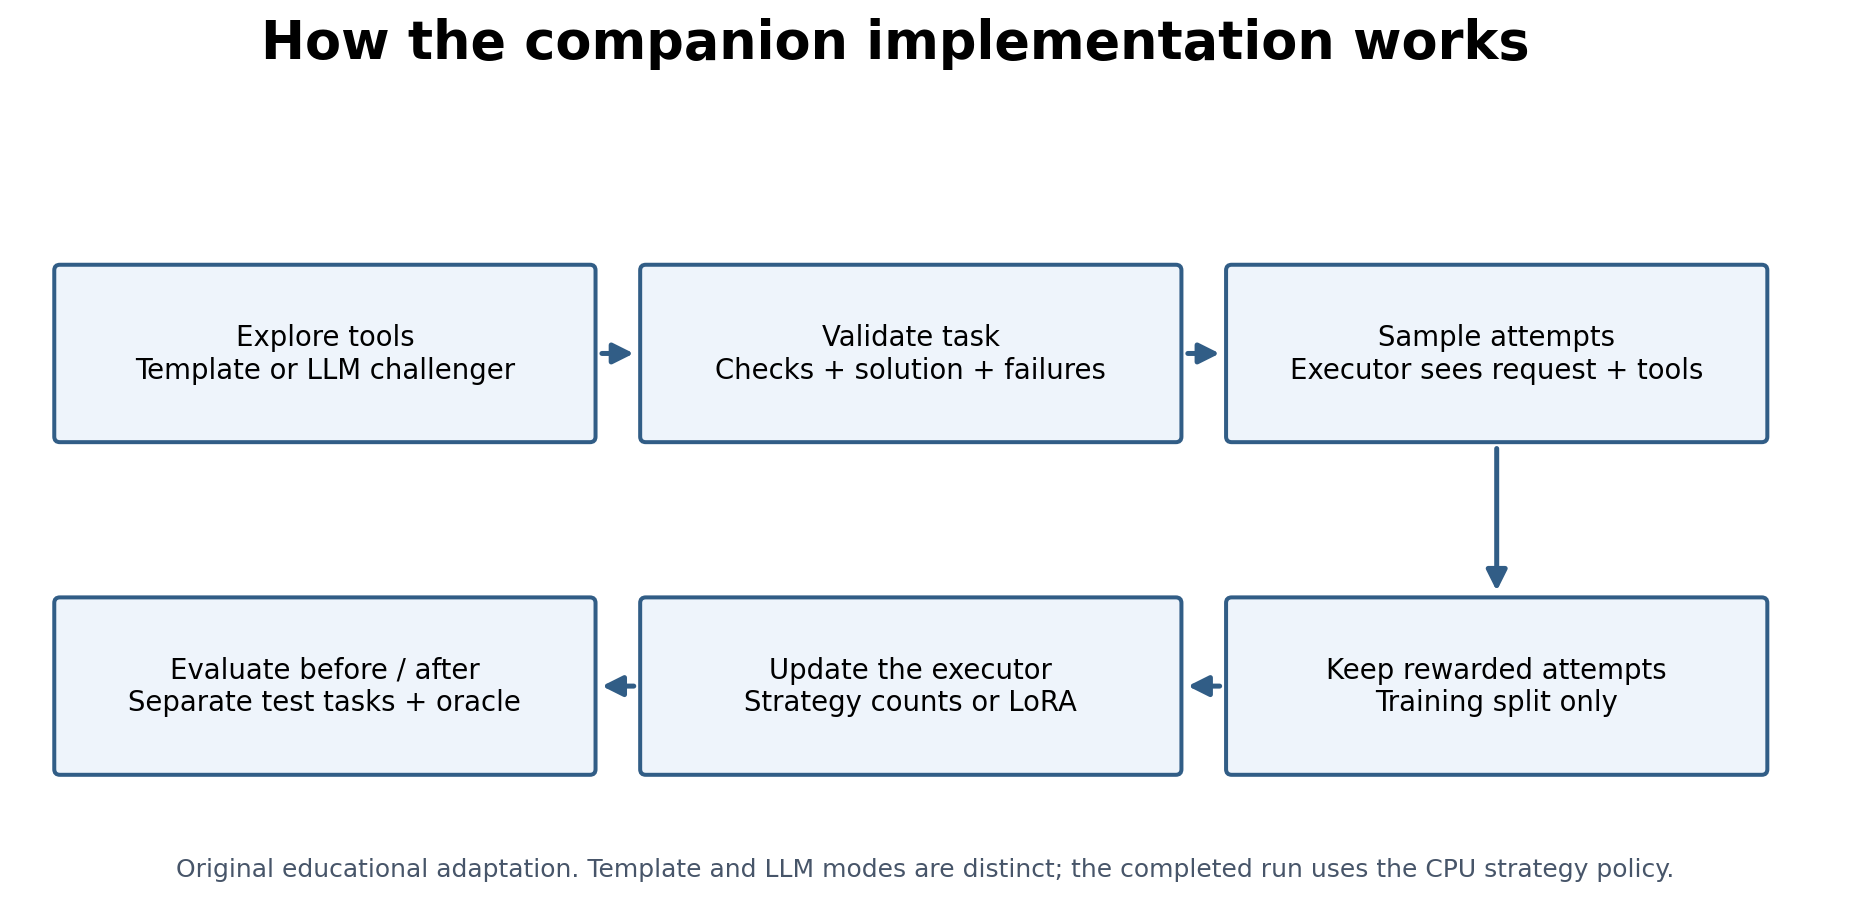 How the companion implementation works
Explore tools
Template or LLM challenger
Validate task
Checks + solution + failures
Sample attempts
Executor sees request + tools
Evaluate before / after
Separate test tasks + oracle
Update the executor
Strategy counts or LoRA
Keep rewarded attempts
Training split only
Original educational adaptation. Template and LLM modes are distinct; the completed run uses the CPU strategy policy.